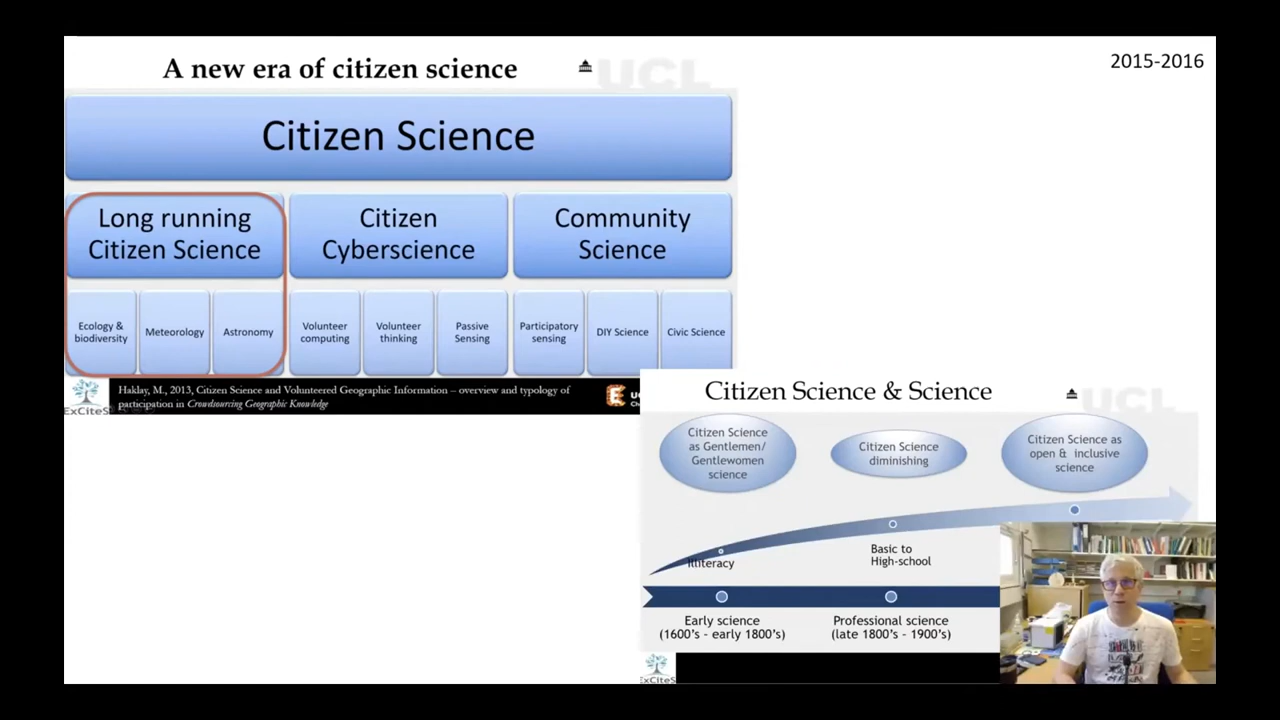 A new era of citizen science
UCL
2015-2016
Citizen Science
Long running
Citizen Science
Citizen
Cyberscience
Community
Science
Ecology &
biodiversity
Meteorology
Astronomy
Volunteer
computing
Volunteer
thinking
Passive
Sensing
Participatory
sensing
DIY Science
Civic Science
Haklay, M., 2013, Citizen Science and Volunteered Geographic Information – overview and typology of
participation in Crowdsourcing Geographic Knowledge
ExCiteS
Citizen Science & Science
UCL
Citizen Science
as Gentlemen/
Gentlewomen
science
Citizen Science
diminishing
Citizen Science as
open & inclusive
science
Illiteracy
Basic to
High-school
Early science
(1600's - early 1800's)
Professional science
(late 1800's - 1900's)
ExCiteS